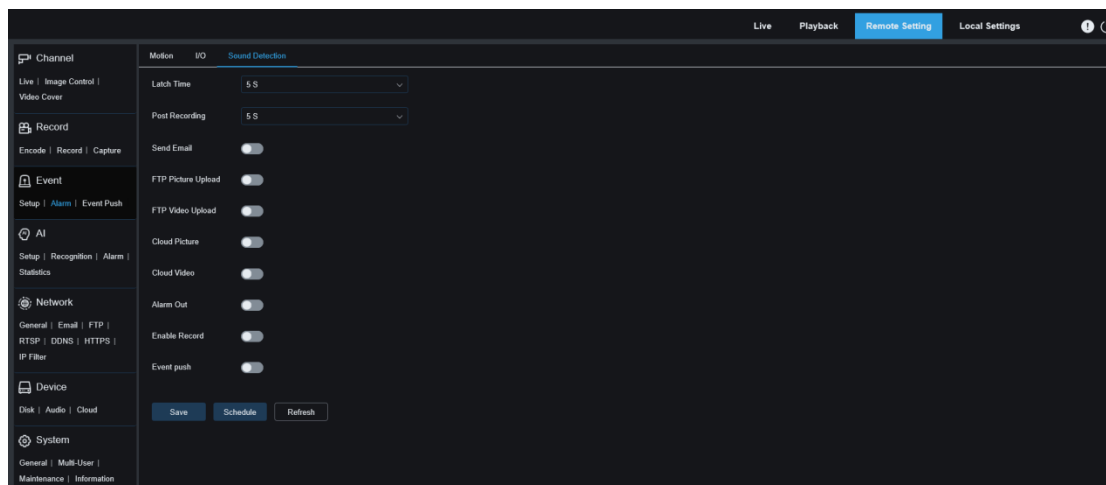 Live Playback Remote Setting Local Settings
Channel
Live | Image Control |
Video Cover
Record
Encode | Record | Capture
Event
Setup | Alarm | Event Push
AI
Setup | Recognition | Alarm |
Statistics
Network
General | Email | FTP |
RTSP | DDNS | HTTPS |
IP Filter
Device
Disk | Audio | Cloud
System
General | Multi-User |
Maintenance | Information
Motion I/O Sound Detection
Latch Time 5 S
Post Recording 5 S
Send Email
FTP Picture Upload
FTP Video Upload
Cloud Picture
Cloud Video
Alarm Out
Enable Record
Event push
Save Schedule Refresh